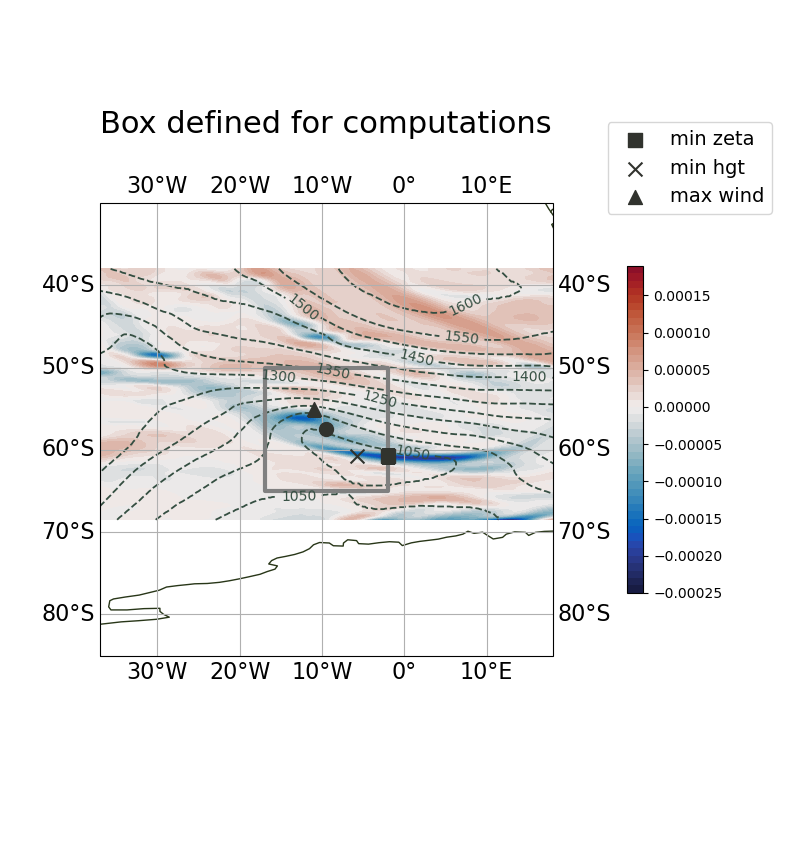 Box defined for computations
min zeta
min hgt
max wind
30°W 20°W 10°W 0° 10°E
40°S 40°S
50°S 50°S
60°S 60°S
70°S 70°S
80°S 80°S
30°W 20°W 10°W 0° 10°E
1500
1600
1550
1450
1350
1300
1400
1250
1050
1050
0.00015
0.00010
0.00005
0.00000
−0.00005
−0.00010
−0.00015
−0.00020
−0.00025